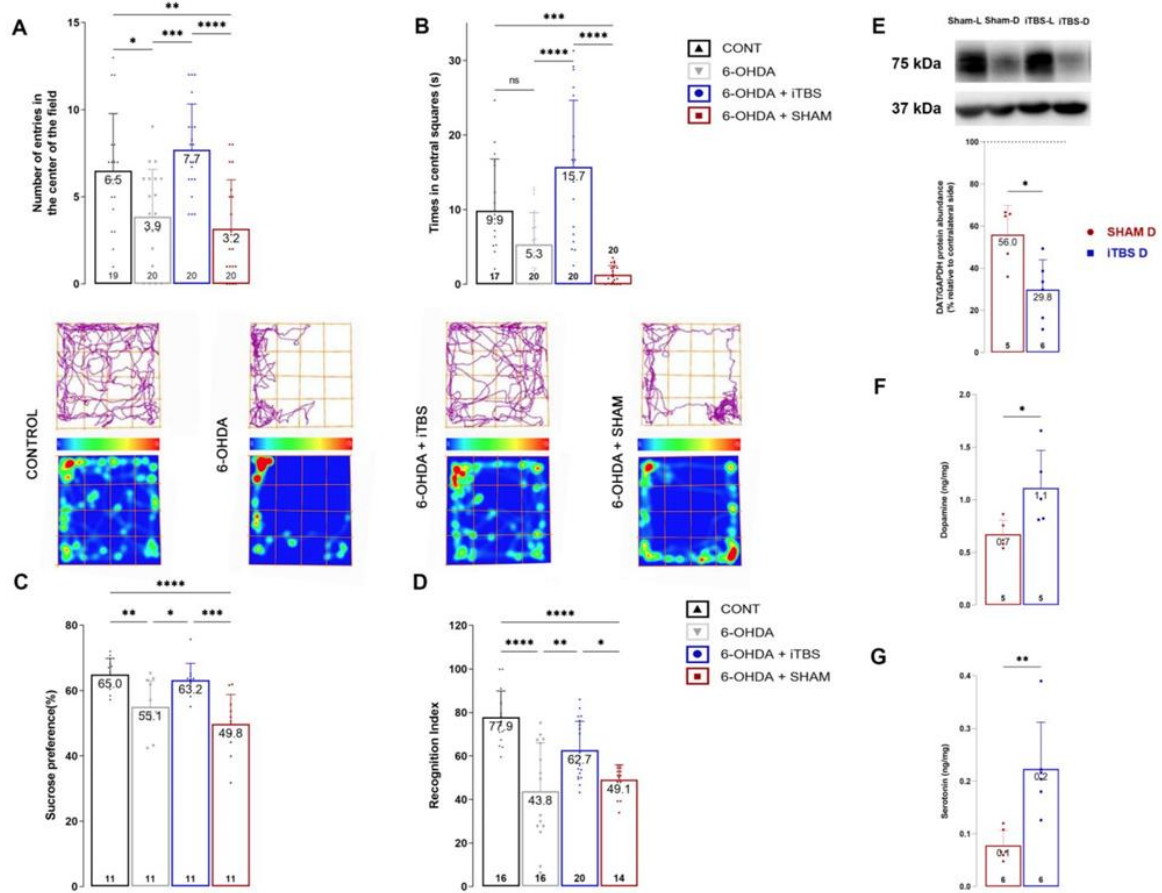 A
Number of entries in
the center of the field
15
10
5
0
**
*
***
****
6.5
3.9
7.7
3.2
19
20
20
20
B
Times in central squares (s)
40
30
20
10
0
***
****
****
ns
9.9
5.3
15.7
20
17
20
20
CONT
6-OHDA
6-OHDA + iTBS
6-OHDA + SHAM
E
Sham-L Sham-D iTBS-L iTBS-D
75 kDa
37 kDa
DAT/GAPDH protein abundance
(% relative to contralateral side)
100
80
60
40
20
0
*
56.0
29.8
5
6
SHAM D
iTBS D
CONTROL
6-OHDA
6-OHDA + iTBS
6-OHDA + SHAM
F
Dopamine (ng/mg)
2.0
1.5
1.0
0.5
0.0
*
0.7
1.1
5
5
C
Sucrose preference(%)
80
60
40
20
0
****
**
*
***
65.0
55.1
63.2
49.8
11
11
11
11
D
Recognition Index
120
100
80
60
40
20
0
****
****
**
*
77.9
43.8
62.7
49.1
16
16
20
14
CONT
6-OHDA
6-OHDA + iTBS
6-OHDA + SHAM
G
Serotonin (ng/mg)
0.4
0.3
0.2
0.1
0.0
**
0.1
0.2
6
6